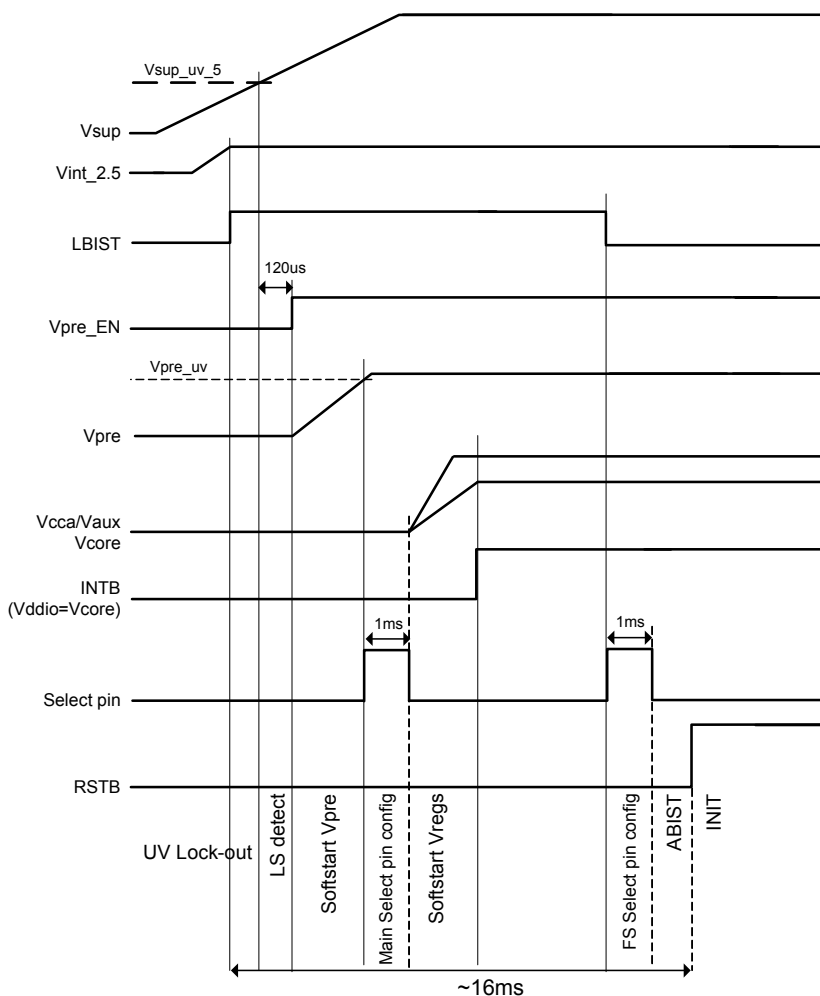 Vsup_uv_5
Vsup
Vint_2.5
LBIST
120us
Vpre_EN
Vpre_uv
Vpre
Vcca/Vaux
Vcore
INTB
(Vddio=Vcore)
1ms
1ms
Select pin
RSTB
UV Lock-out
LS detect
Softstart Vpre
Main Select pin config
Softstart Vregs
FS Select pin config
ABIST
INIT
~16ms